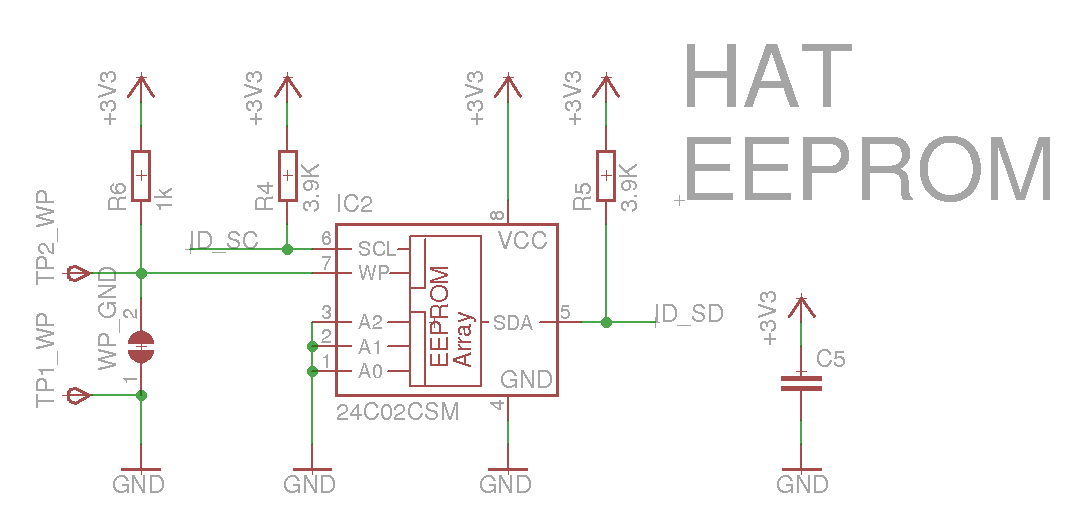 HAT
EEPROM
+3V3
+3V3
+3V3
+3V3
R6
1k
R4
3.9K
R5
3.9K
IC2
8
VCC
ID_SC
6
SCL
TP2_WP
7
WP
WP_GND
2
1
TP1_WP
3
A2
2
A1
1
A0
EEPROM
Array
SDA
5
ID_SD
GND
24C02CSM
4
+3V3
C5
GND
GND
GND
GND